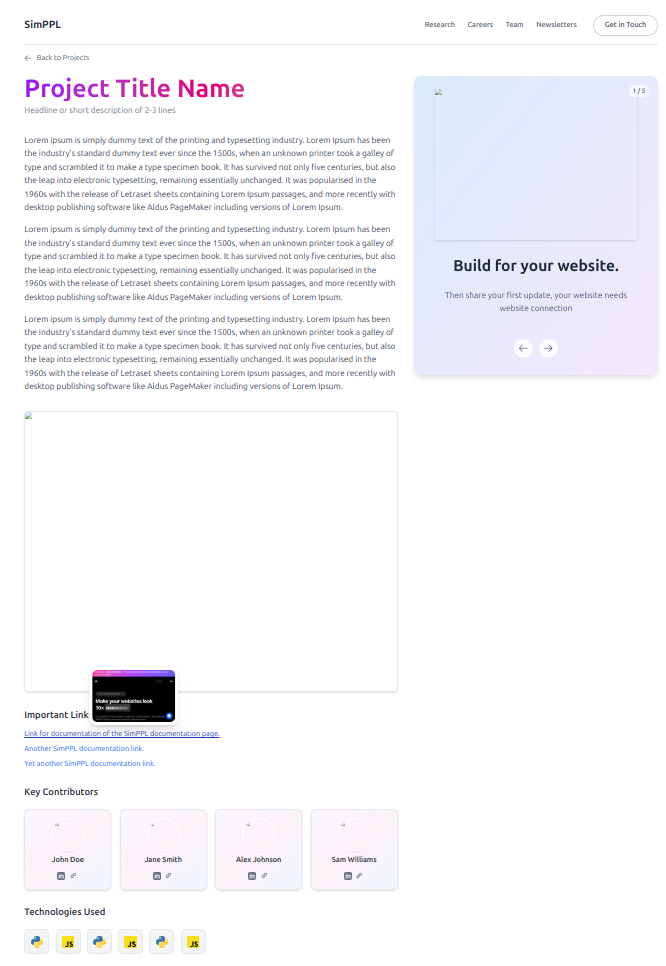 SimPPL
Research Careers Team Newsletters Get in Touch
Back to Projects
Project Title Name
Headline or short description of 2-3 lines
Lorem ipsum is simply dummy text of the printing and typesetting industry. Lorem Ipsum has been
the industry's standard dummy text ever since the 1500s, when an unknown printer took a galley of
type and scrambled it to make a type specimen book. It has survived not only five centuries, but also
the leap into electronic typesetting, remaining essentially unchanged. It was popularised in the
1960s with the release of Letraset sheets containing Lorem Ipsum passages, and more recently with
desktop publishing software like Aldus PageMaker including versions of Lorem Ipsum.
Lorem ipsum is simply dummy text of the printing and typesetting industry. Lorem Ipsum has been
the industry's standard dummy text ever since the 1500s, when an unknown printer took a galley of
type and scrambled it to make a type specimen book. It has survived not only five centuries, but also
the leap into electronic typesetting, remaining essentially unchanged. It was popularised in the
1960s with the release of Letraset sheets containing Lorem Ipsum passages, and more recently with
desktop publishing software like Aldus PageMaker including versions of Lorem Ipsum.
Lorem ipsum is simply dummy text of the printing and typesetting industry. Lorem Ipsum has been
the industry's standard dummy text ever since the 1500s, when an unknown printer took a galley of
type and scrambled it to make a type specimen book. It has survived not only five centuries, but also
the leap into electronic typesetting, remaining essentially unchanged. It was popularised in the
1960s with the release of Letraset sheets containing Lorem Ipsum passages, and more recently with
desktop publishing software like Aldus PageMaker including versions of Lorem Ipsum.
1 / 5
Build for your website.
Then share your first update, your website needs
website connection
Make your websites look
10x
Important Link
Link for documentation of the SimPPL documentation page.
Another SimPPL documentation link.
Yet another SimPPL documentation link.
Key Contributors
John Doe
Jane Smith
Alex Johnson
Sam Williams
in
in
in
in
Technologies Used
JS
JS
JS